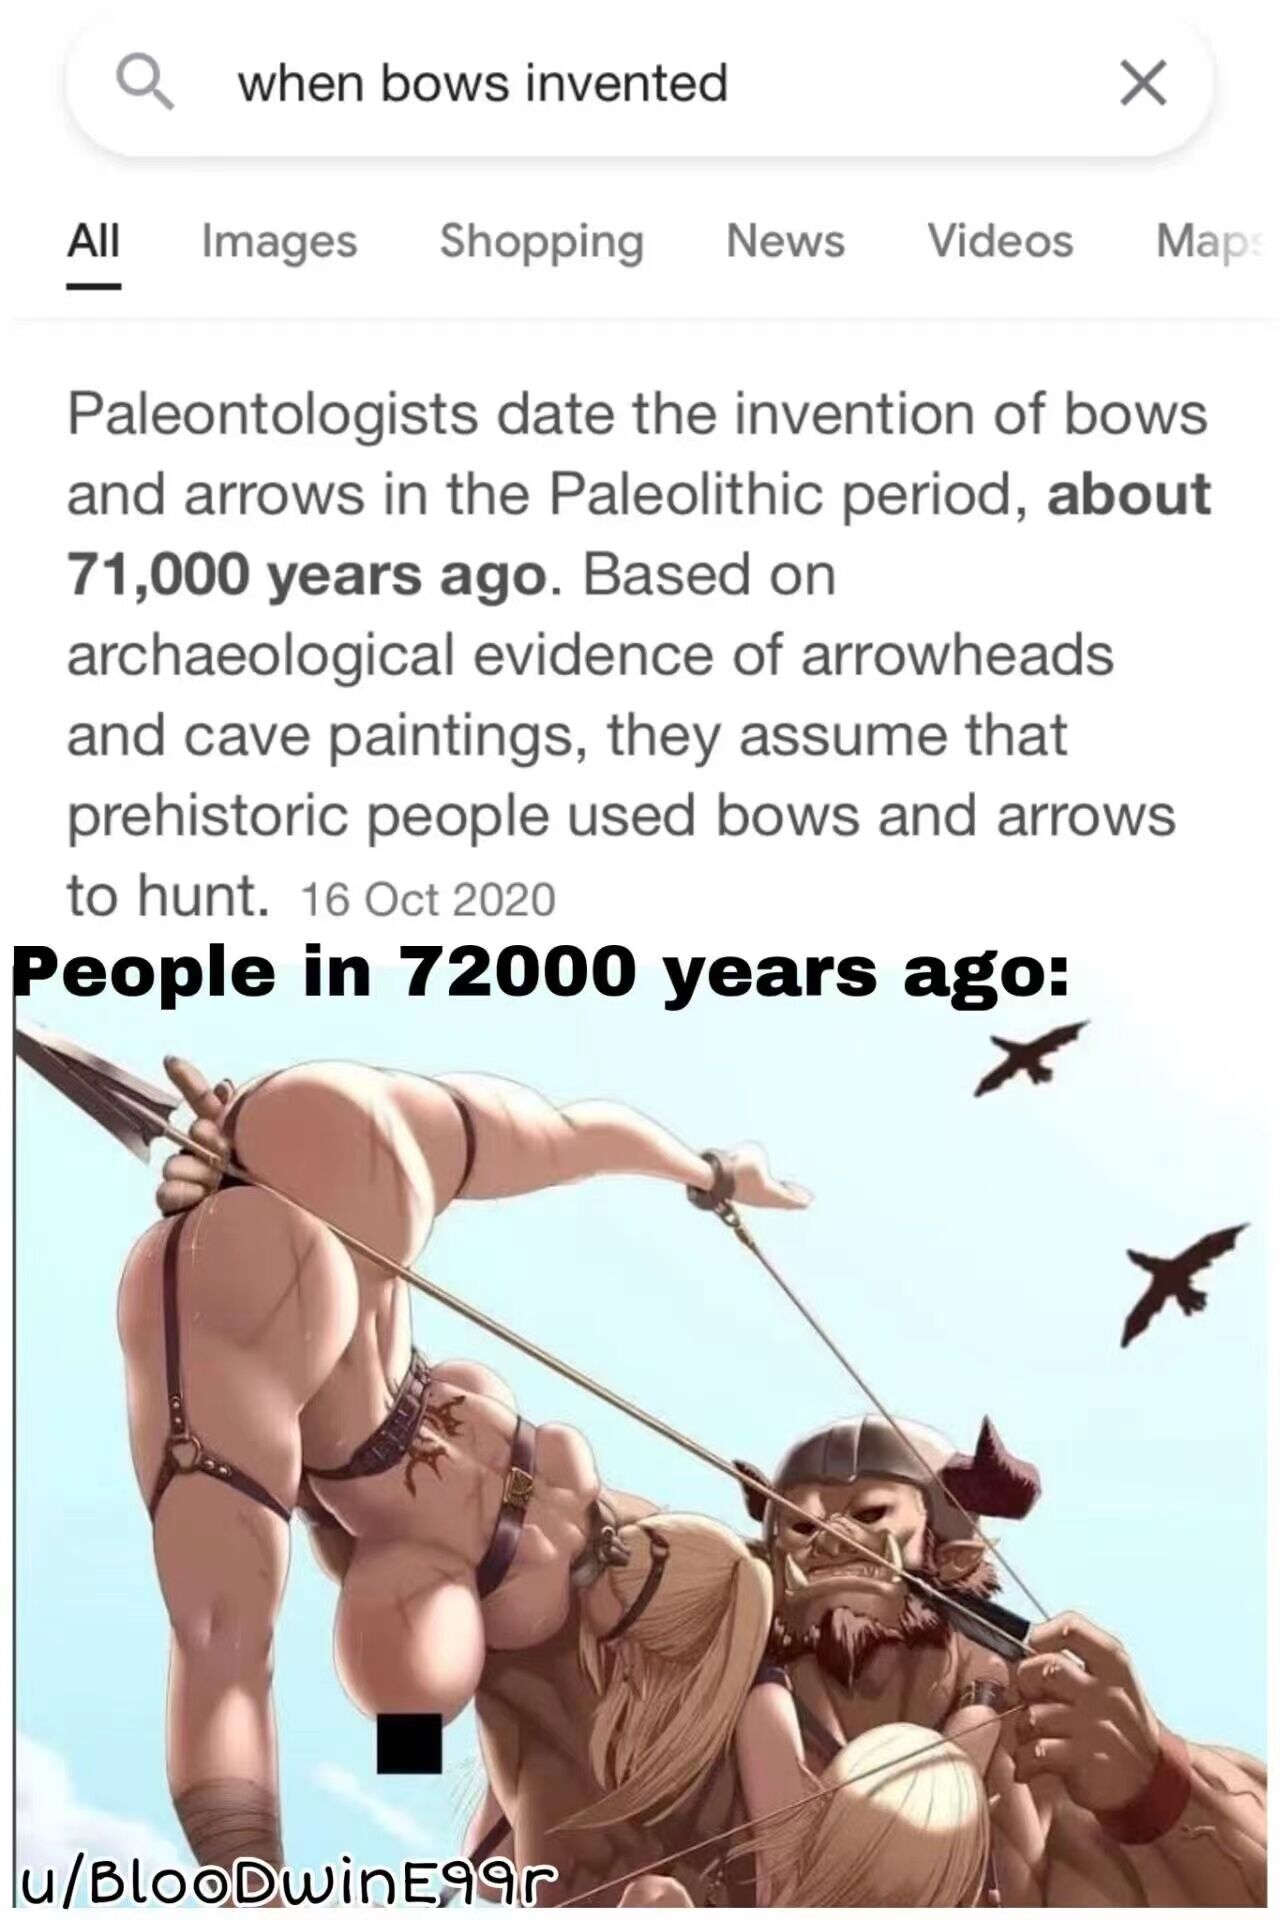 when bows invented
All Images Shopping News Videos Maps
Paleontologists date the invention of bows
and arrows in the Paleolithic period, about
71,000 years ago. Based on
archaeological evidence of arrowheads
and cave paintings, they assume that
prehistoric people used bows and arrows
to hunt. 16 Oct 2020
People in 72000 years ago:
u/BlooDwinE99r